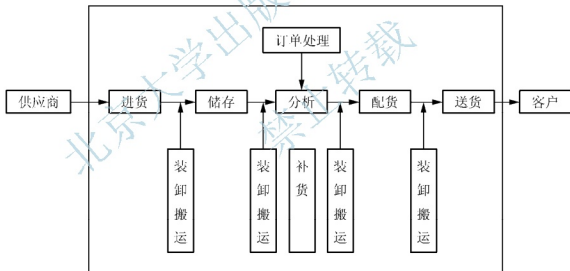 订单处理
供应商
进货
储存
分析
配货
送货
客户
装卸搬运
装卸搬运
补货
装卸搬运
装卸搬运
北京大学出版
禁止转载